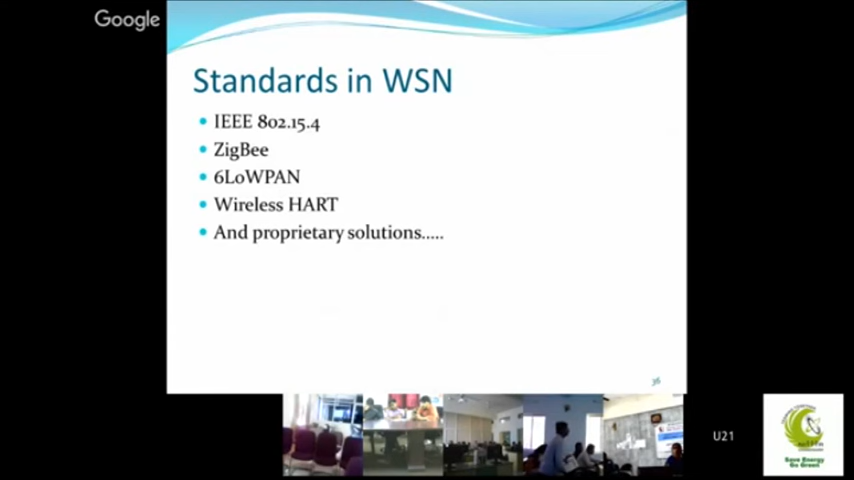 Google
Standards in WSN
IEEE 802.15.4
ZigBee
6LoWPAN
Wireless HART
And proprietary solutions.....
36
U21
Save Energy
Go Green